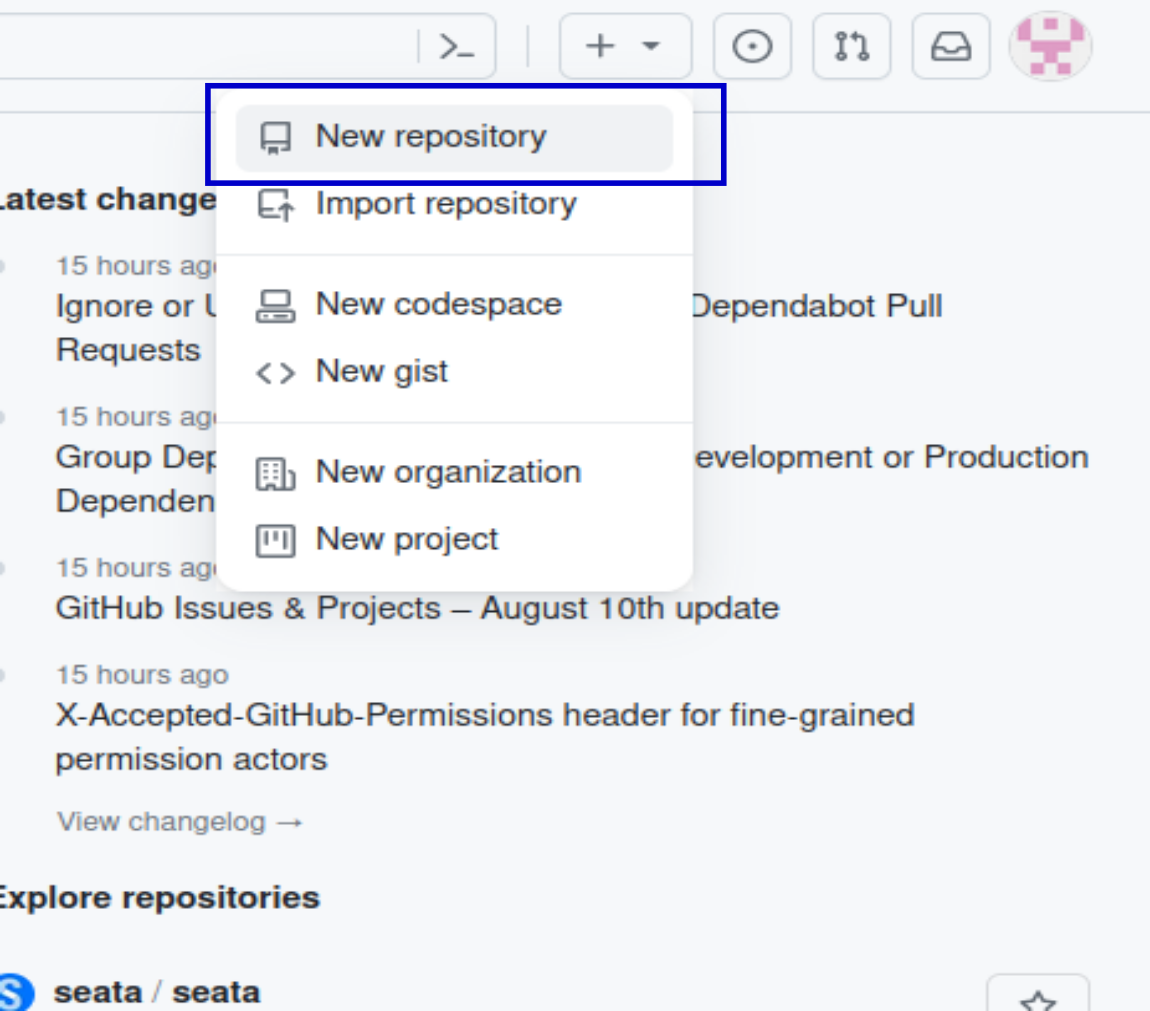 New repository
Import repository
New codespace
New gist
New organization
New project
Latest change
15 hours ago
Ignore or U Dependabot Pull
Requests
15 hours ag
Group Dep evelopment or Production
Dependen
15 hours ag
GitHub Issues & Projects – August 10th update
15 hours ago
X-Accepted-GitHub-Permissions header for fine-grained
permission actors
View changelog →
Explore repositories
seata / seata